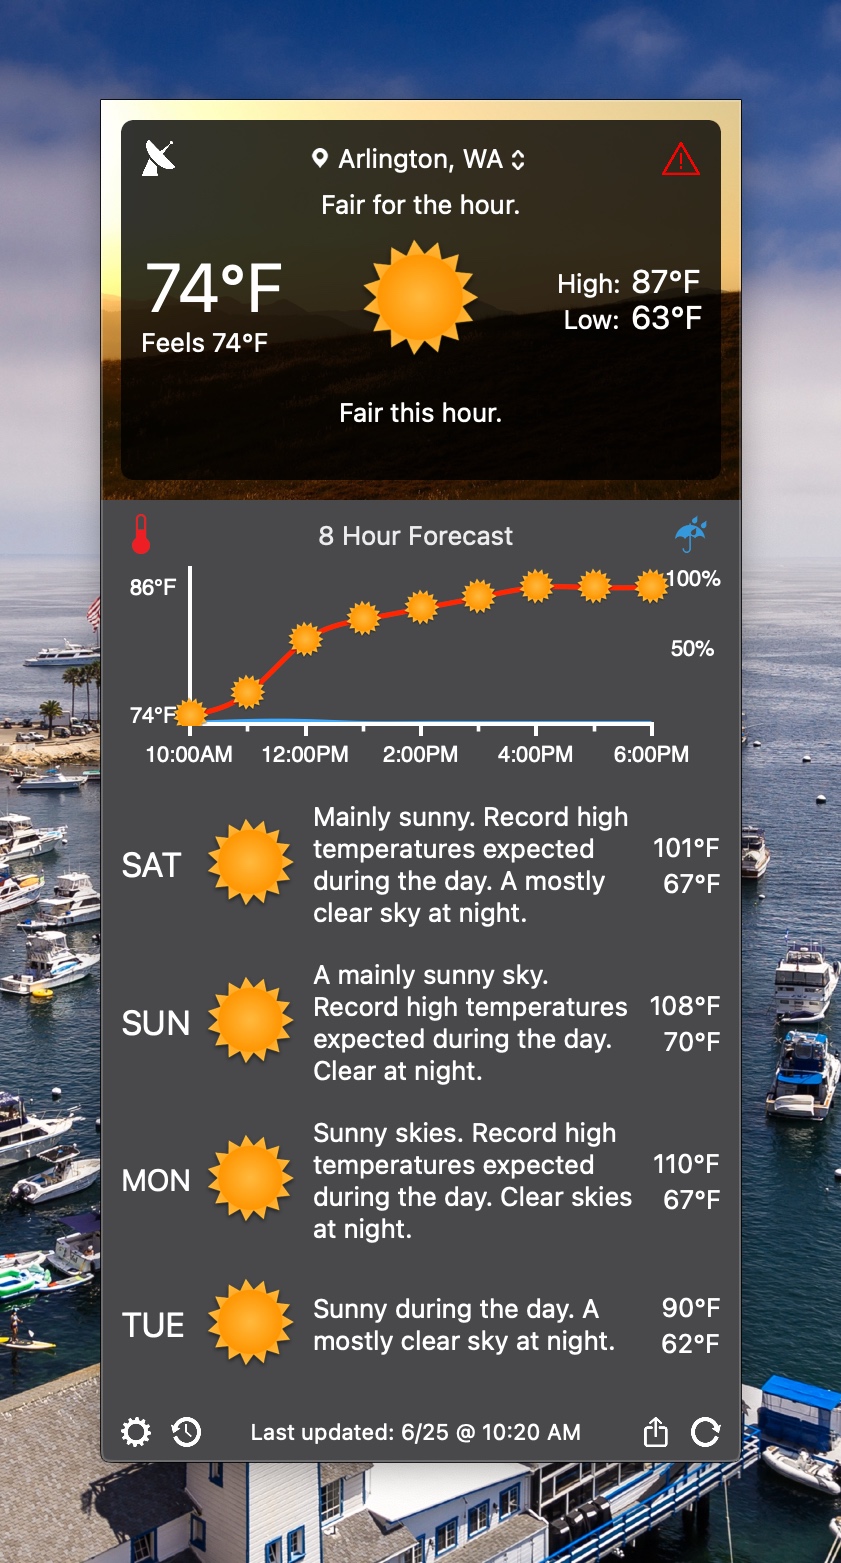 Arlington, WA
Fair for the hour.
74°F
Feels 74°F
High: 87°F
Low: 63°F
Fair this hour.
8 Hour Forecast
86°F
100%
50%
74°F
10:00AM 12:00PM 2:00PM 4:00PM 6:00PM
SAT
Mainly sunny. Record high
temperatures expected
during the day. A mostly
clear sky at night.
101°F
67°F
SUN
A mainly sunny sky.
Record high temperatures
expected during the day.
Clear at night.
108°F
70°F
MON
Sunny skies. Record high
temperatures expected
during the day. Clear skies
at night.
110°F
67°F
TUE
Sunny during the day. A
mostly clear sky at night.
90°F
62°F
Last updated: 6/25 @ 10:20 AM